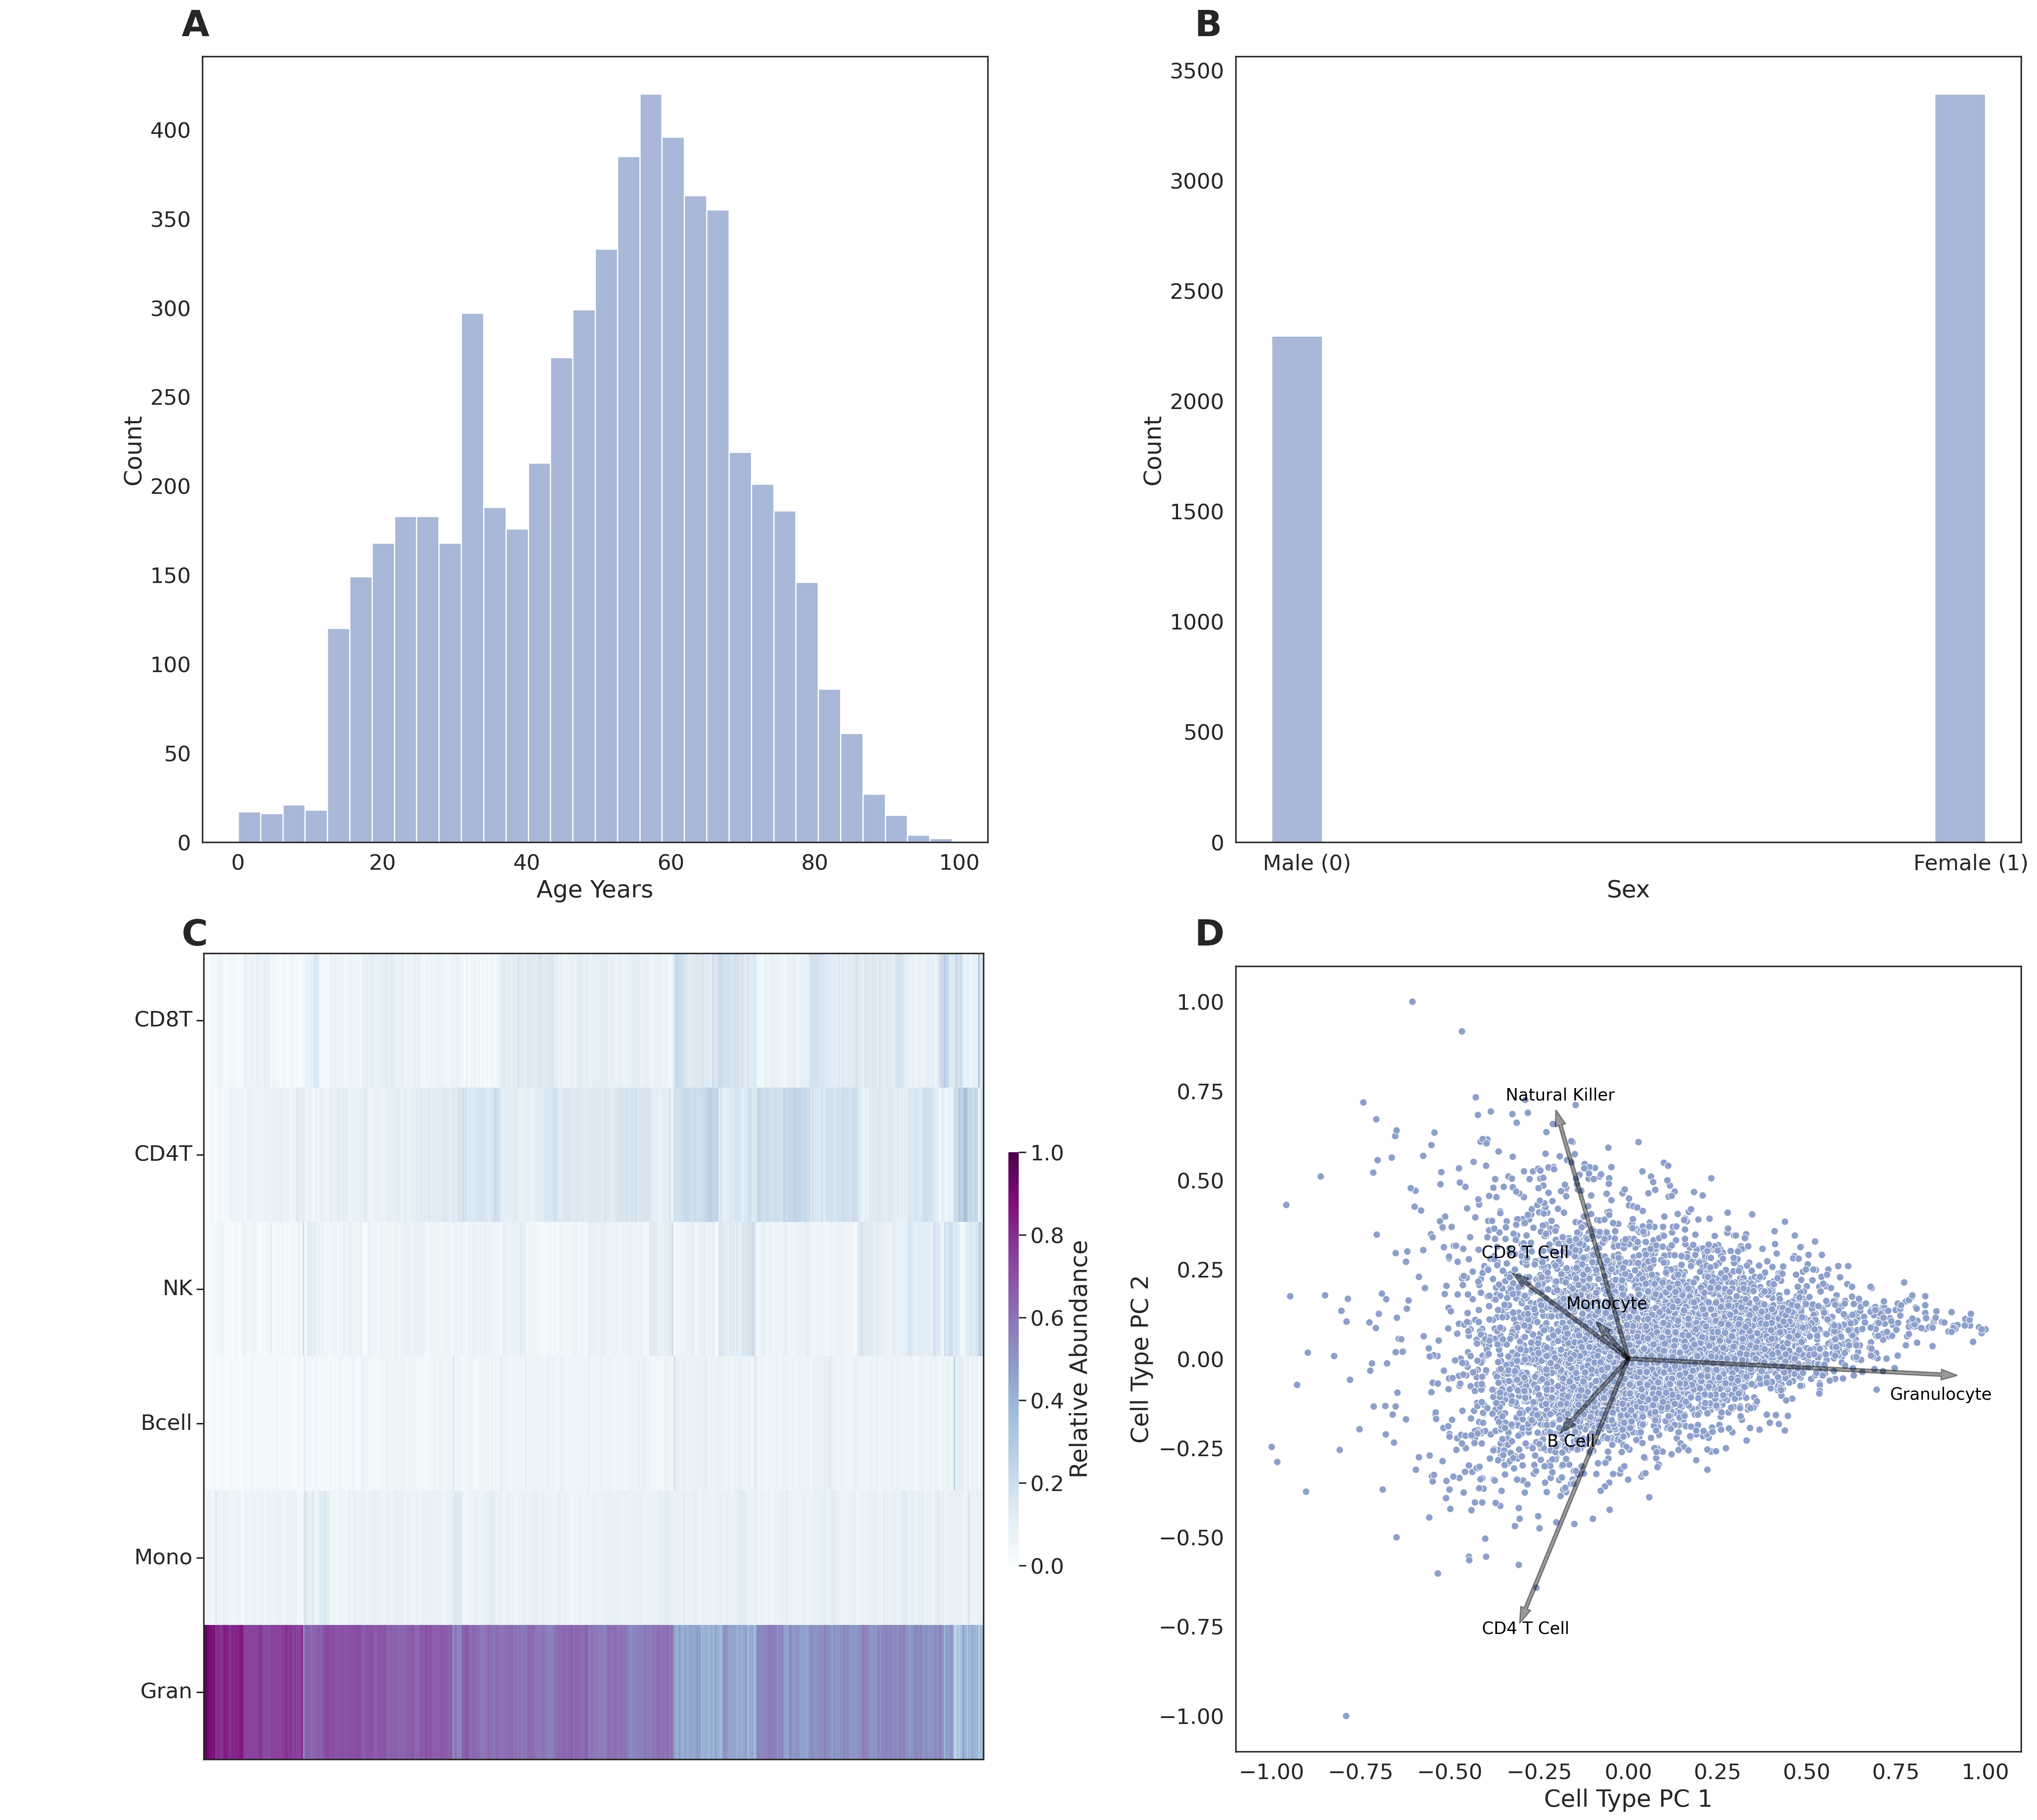 A
Count
400
350
300
250
200
150
100
50
0
0 20 40 60 80 100
Age Years
B
Count
3500
3000
2500
2000
1500
1000
500
0
Male (0) Female (1)
Sex
C
CD8T
CD4T
NK
Bcell
Mono
Gran
1.0
0.8
0.6
0.4
0.2
0.0
Relative Abundance
D
Cell Type PC 2
1.00
0.75
0.50
0.25
0.00
−0.25
−0.50
−0.75
−1.00
Natural Killer
CD8 T Cell
Monocyte
Granulocyte
B Cell
CD4 T Cell
−1.00 −0.75 −0.50 −0.25 0.00 0.25 0.50 0.75 1.00
Cell Type PC 1